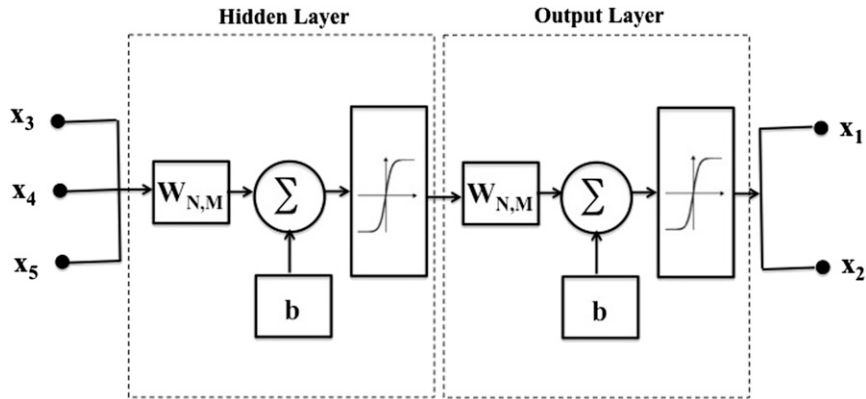 Hidden Layer
Output Layer
x3
x4
x5
WN,M
Σ
b
WN,M
Σ
b
x1
x2